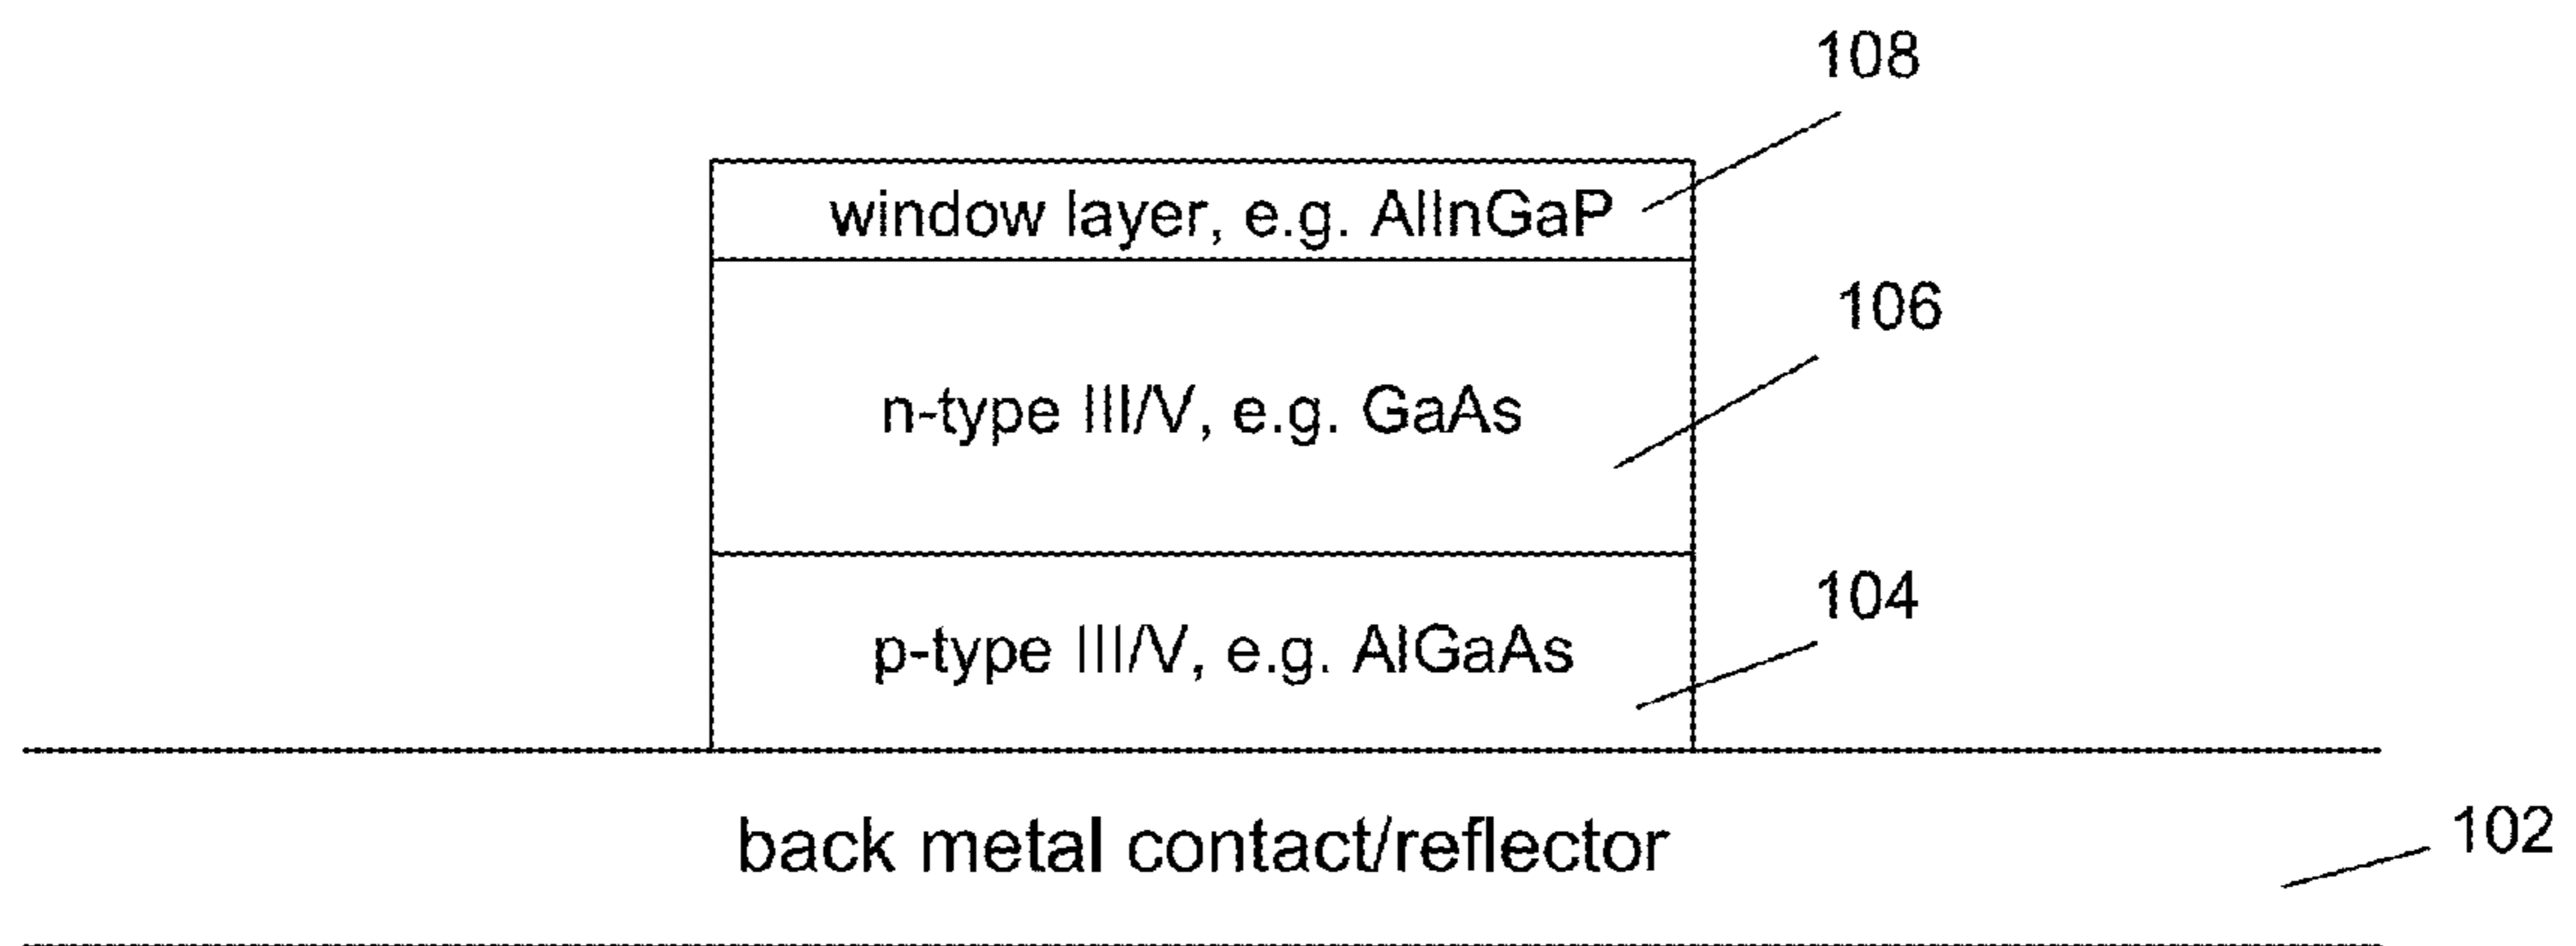 108
window layer, e.g. AlInGaP
106
n-type III/V, e.g. GaAs
104
p-type III/V, e.g. AlGaAs
back metal contact/reflector
102